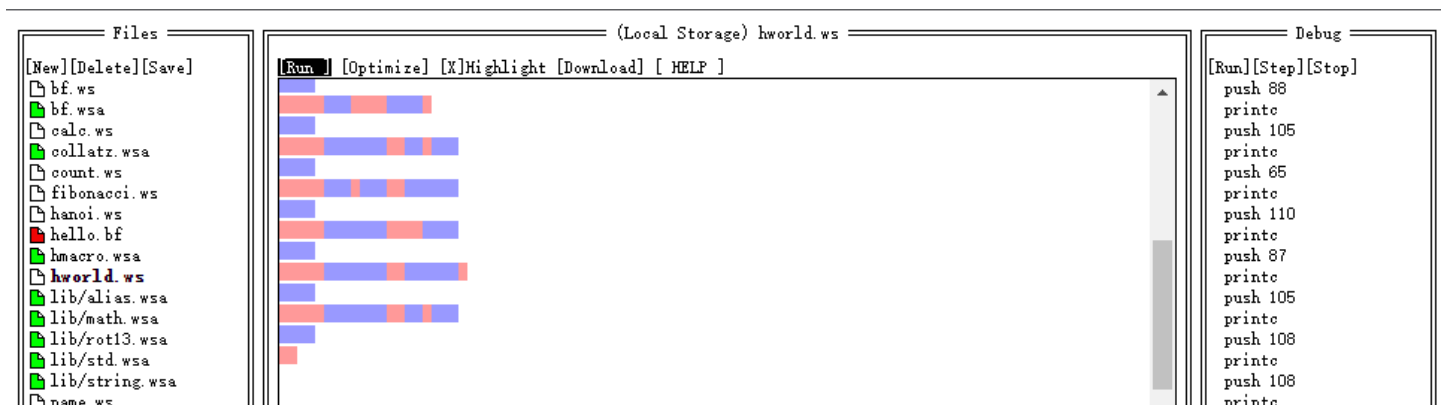 Files
[New][Delete][Save]
bf.ws
bf.wsa
calc.ws
collatz.wsa
count.ws
fibonacci.ws
hanoi.ws
hello.bf
hmacro.wsa
hworld.ws
lib/alias.wsa
lib/math.wsa
lib/rot13.wsa
lib/std.wsa
lib/string.wsa
(Local Storage) hworld.ws
[Run ] [Optimize] [X]Highlight [Download] [ HELP ]
Debug
[Run][Step][Stop]
push 88
printc
push 105
printc
push 65
printc
push 110
printc
push 87
printc
push 105
printc
push 108
printc
push 108
printc